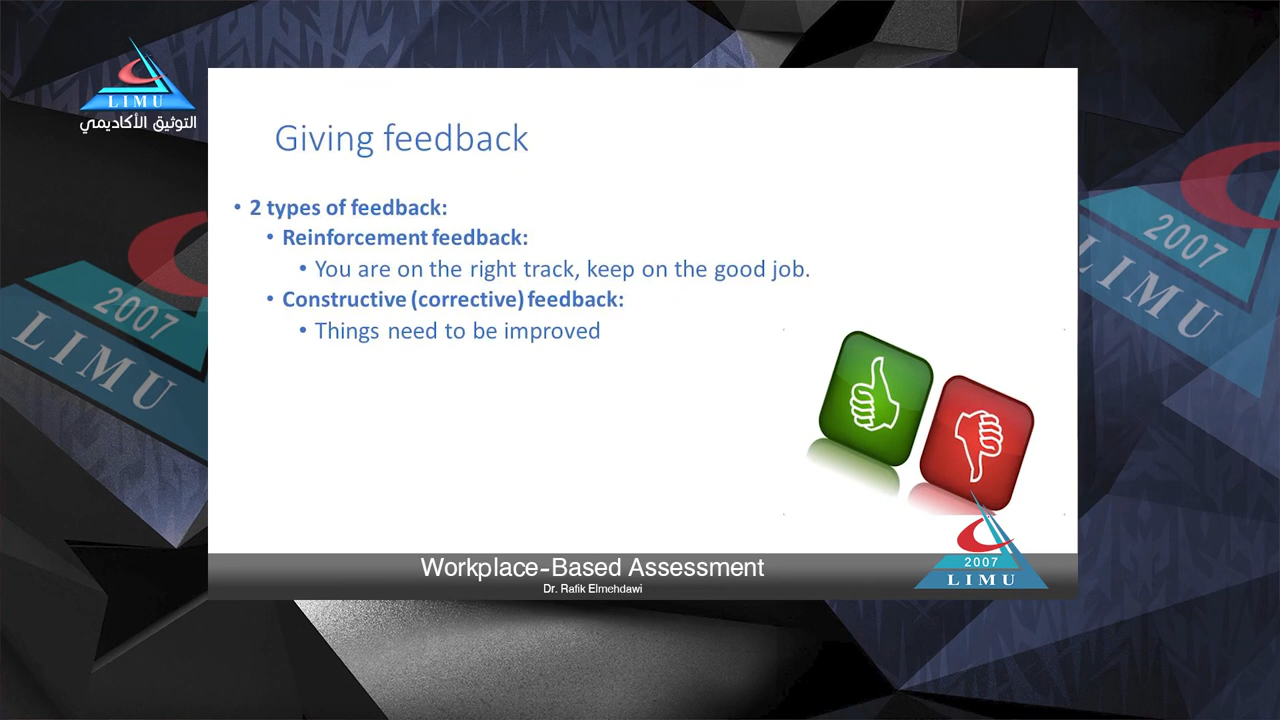 LIMU
التوثيق الأكاديمي
Giving feedback
• 2 types of feedback:
• Reinforcement feedback:
• You are on the right track, keep on the good job.
• Constructive (corrective) feedback:
• Things need to be improved
2007
LIMU
2007
LIMU
Workplace-Based Assessment
Dr. Rafik Elmehdawi
2007
LIMU